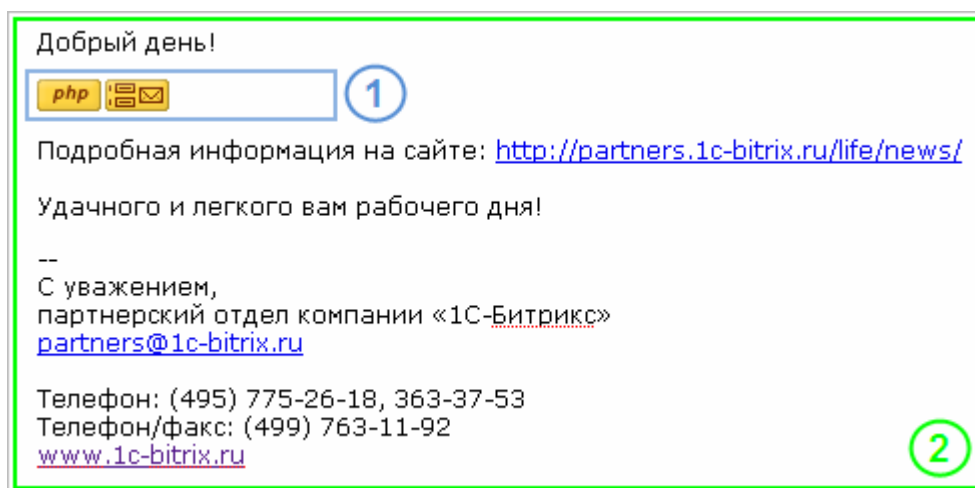 Добрый день!
php 1
Подробная информация на сайте: http://partners.1c-bitrix.ru/life/news/
Удачного и легкого вам рабочего дня!
--
С уважением,
партнерский отдел компании «1С-Битрикс»
partners@1c-bitrix.ru
Телефон: (495) 775-26-18, 363-37-53
Телефон/факс: (499) 763-11-92
www.1c-bitrix.ru
2